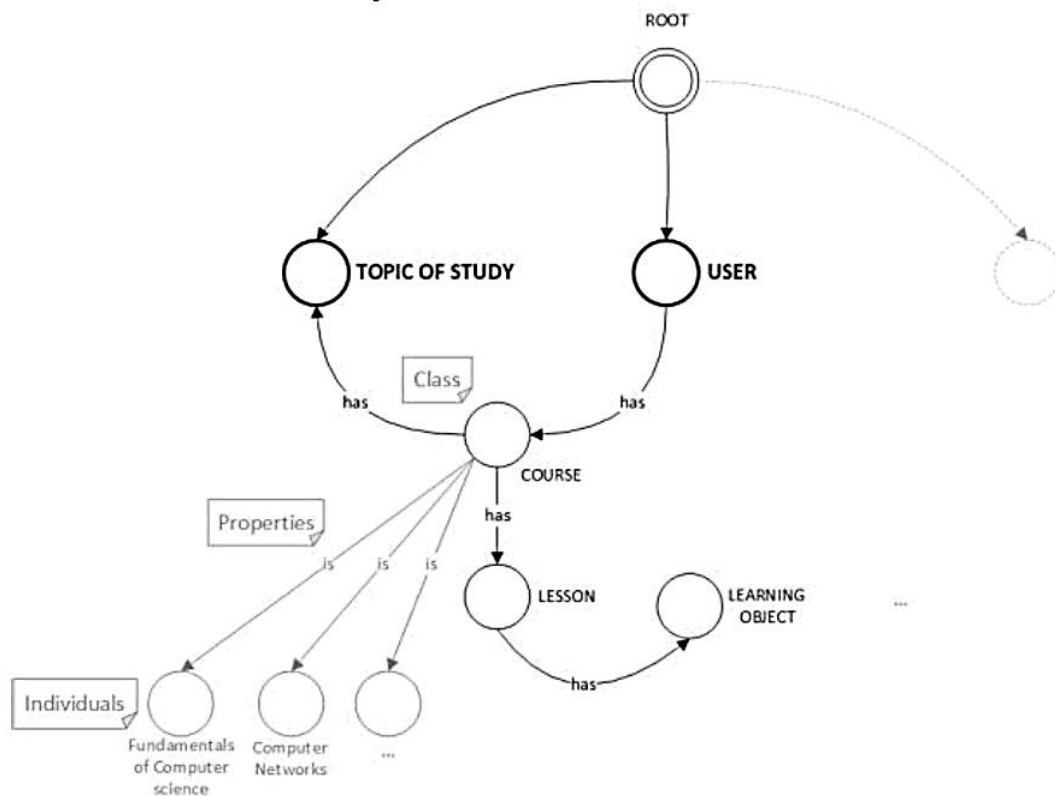 ROOT
TOPIC OF STUDY
USER
Class
has
has
COURSE
Properties
has
is
is
is
LESSON
LEARNING
OBJECT
...
has
Individuals
Fundamentals
of Computer
science
Computer
Networks
...